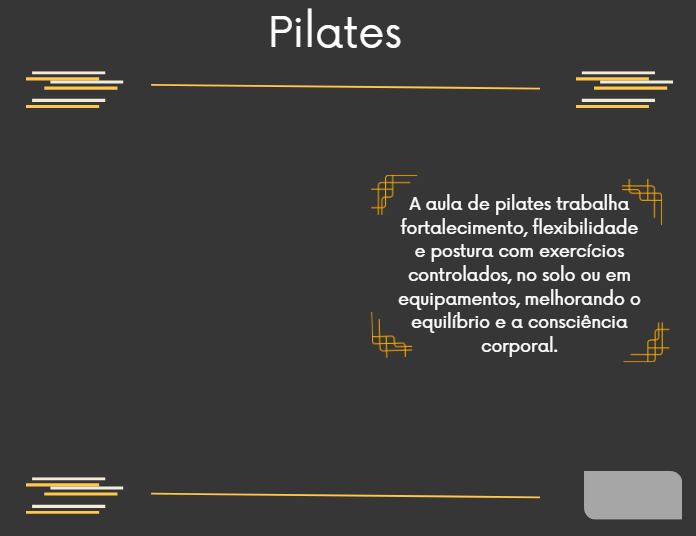 Pilates
A aula de pilates trabalha
fortalecimento, flexibilidade
e postura com exercícios
controlados, no solo ou em
equipamentos, melhorando o
equilíbrio e a consciência
corporal.